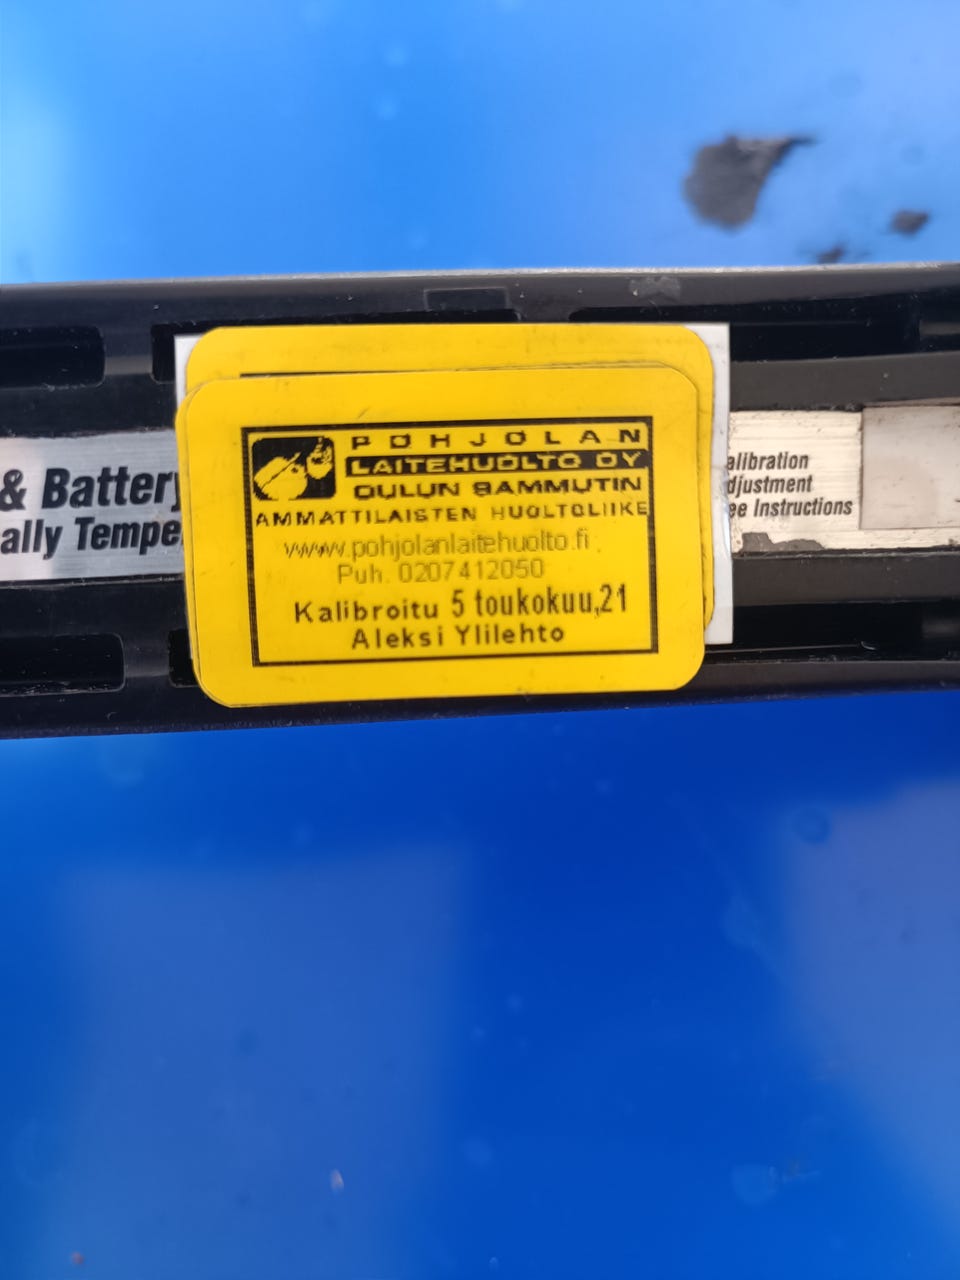 & Battery
ally Tempe
POHJOLAN
LAITEHUOLTO OY
OULUN SAMMUTIN
AMMATTILAISTEN HUOLTOLIIKE
www.pohjolanlaitehuolto.fi
Puh. 0207412050
Kalibroitu 5 toukokuu,21
Aleksi Ylilehto
alibration
djustment
ee Instructions